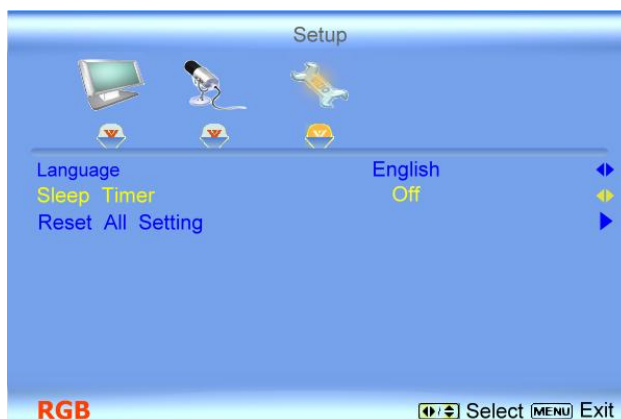 Setup
Language English
Sleep Timer Off
Reset All Setting
RGB Select MENU Exit